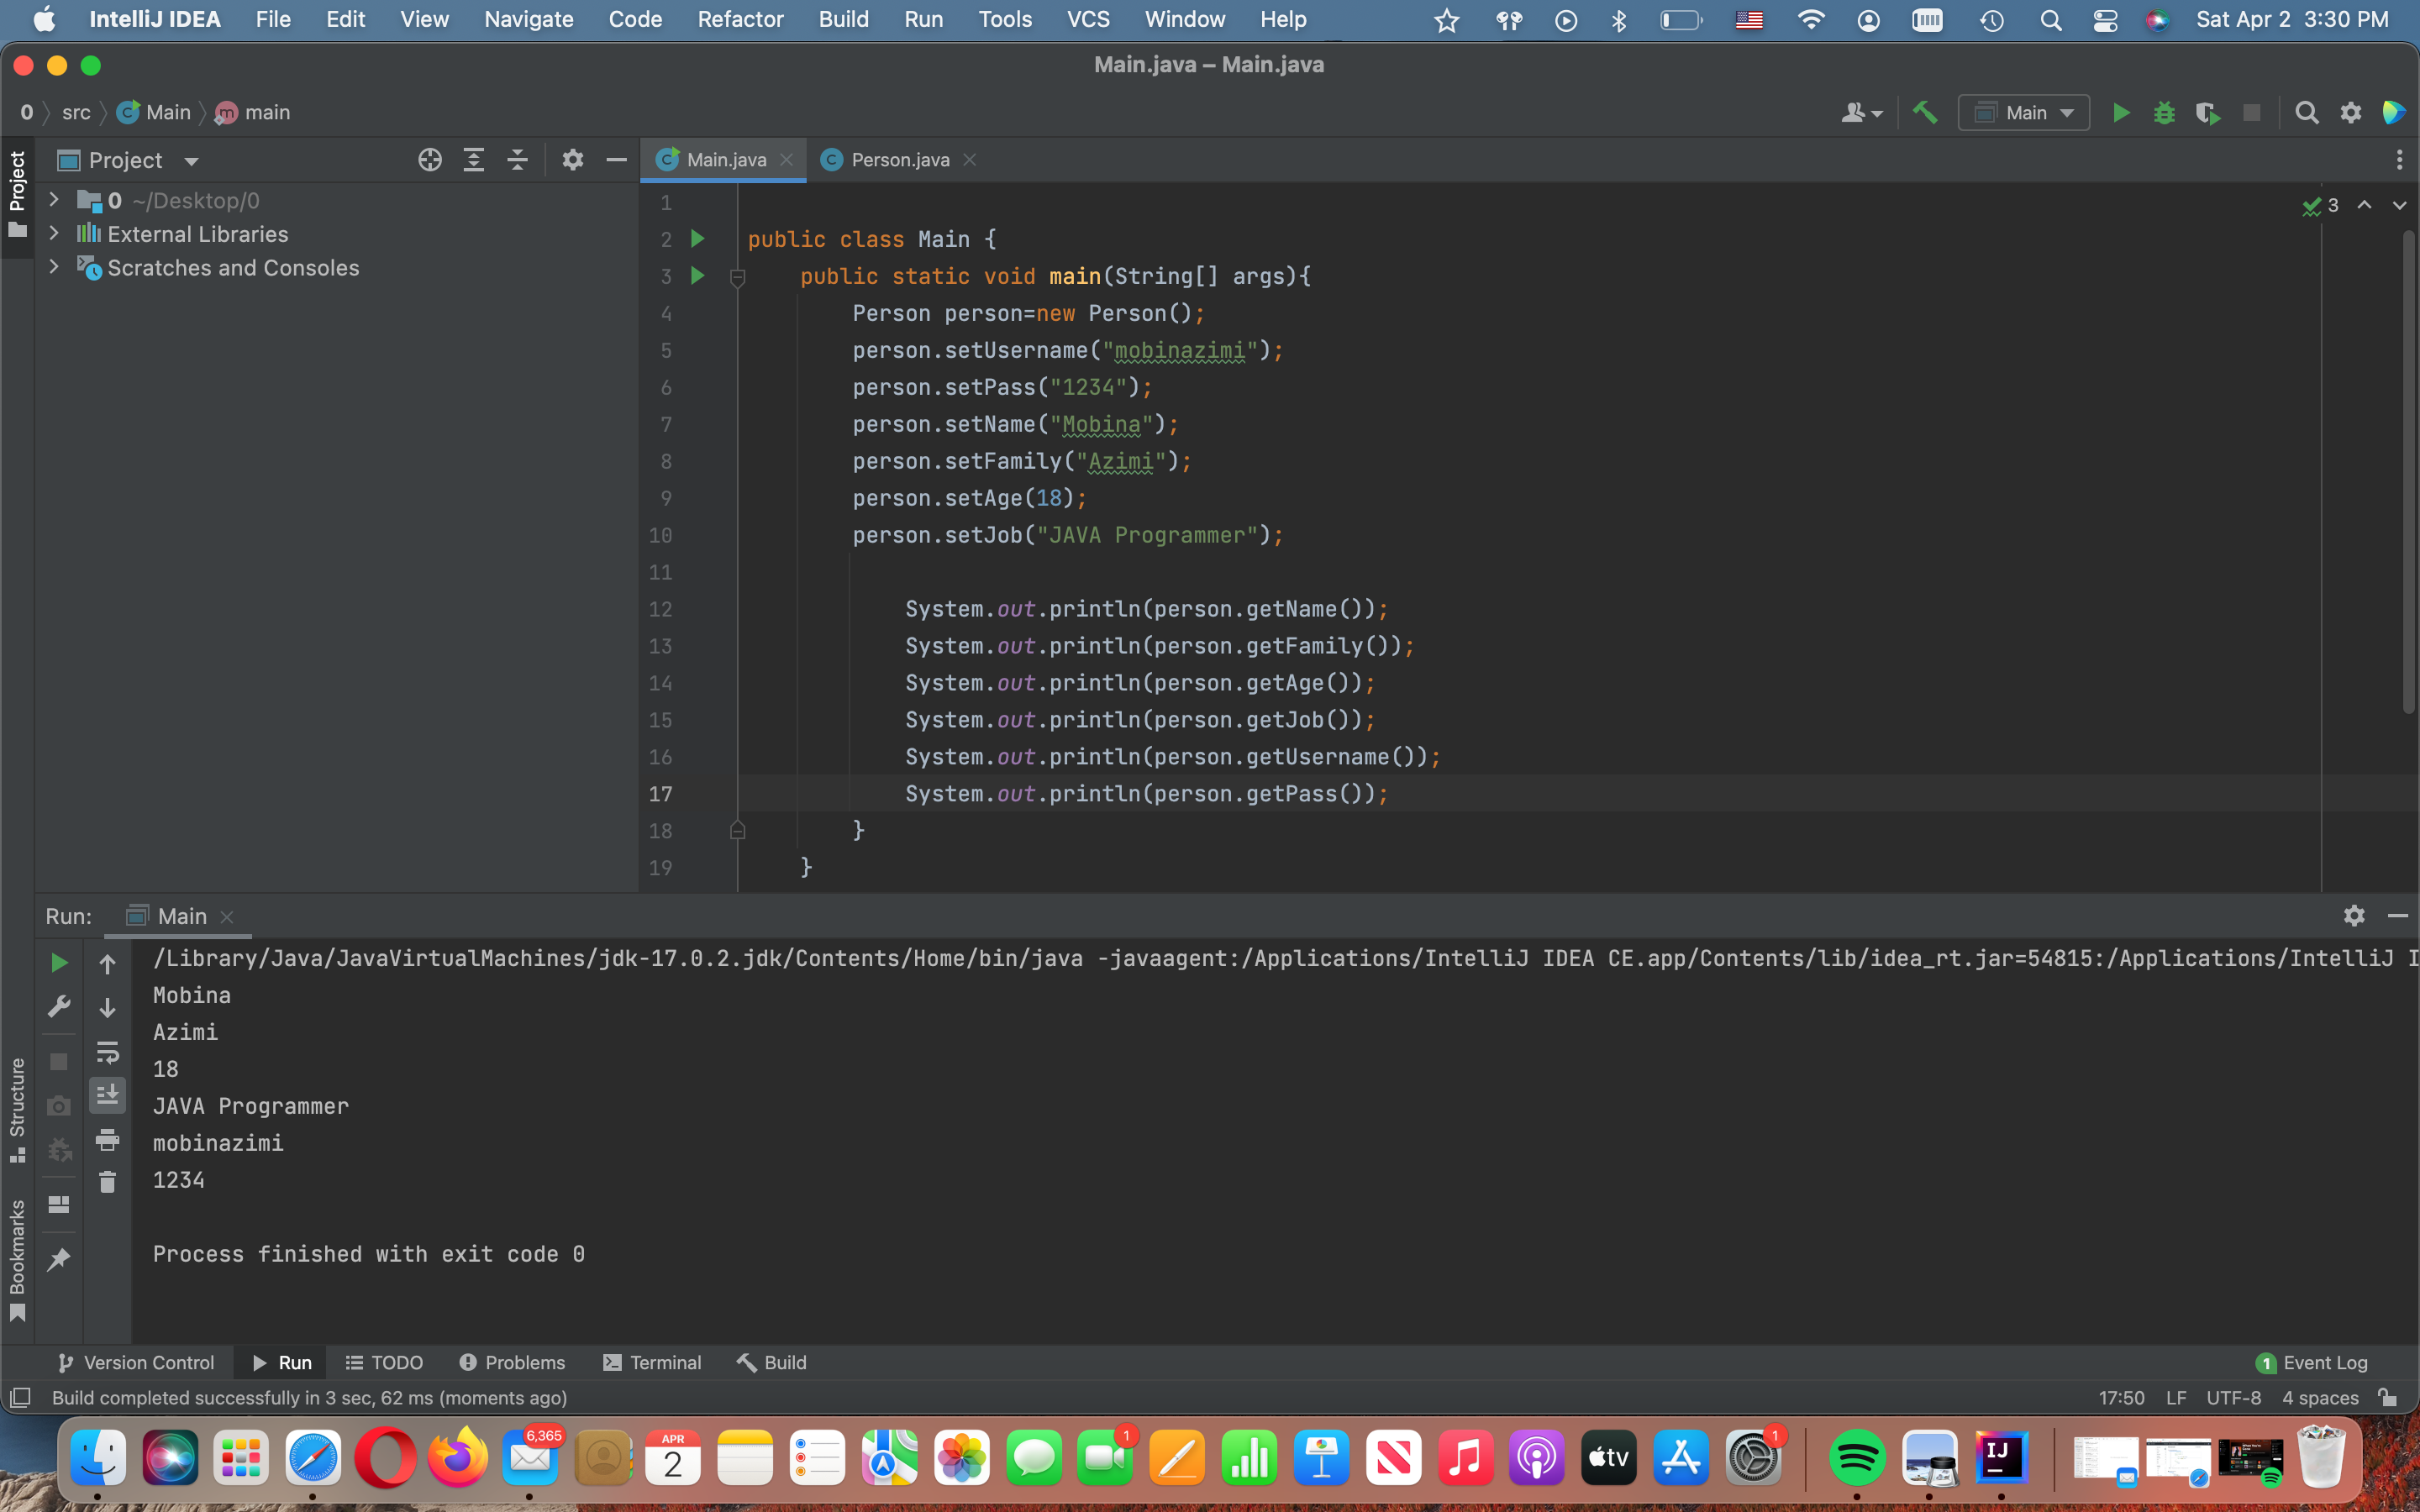 IntelliJ IDEA File Edit View Navigate Code Refactor Build Run Tools VCS Window Help Sat Apr 2 3:30 PM
Main.java – Main.java
0 src Main main Main
Project
Project
Main.java Person.java
0 ~/Desktop/0
External Libraries
Scratches and Consoles
3
1
2 public class Main {
3 public static void main(String[] args){
4 Person person=new Person();
5 person.setUsername("mobinazimi");
6 person.setPass("1234");
7 person.setName("Mobina");
8 person.setFamily("Azimi");
9 person.setAge(18);
10 person.setJob("JAVA Programmer");
11
12 System.out.println(person.getName());
13 System.out.println(person.getFamily());
14 System.out.println(person.getAge());
15 System.out.println(person.getJob());
16 System.out.println(person.getUsername());
17 System.out.println(person.getPass());
18 }
19 }
Run: Main
/Library/Java/JavaVirtualMachines/jdk-17.0.2.jdk/Contents/Home/bin/java -javaagent:/Applications/IntelliJ IDEA CE.app/Contents/lib/idea_rt.jar=54815:/Applications/IntelliJ I
Mobina
Azimi
18
JAVA Programmer
mobinazimi
1234
Process finished with exit code 0
Structure
Bookmarks
Version Control Run TODO Problems Terminal Build 1 Event Log
Build completed successfully in 3 sec, 62 ms (moments ago) 17:50 LF UTF-8 4 spaces
6,365
APR
2
1
tv
1
IJ